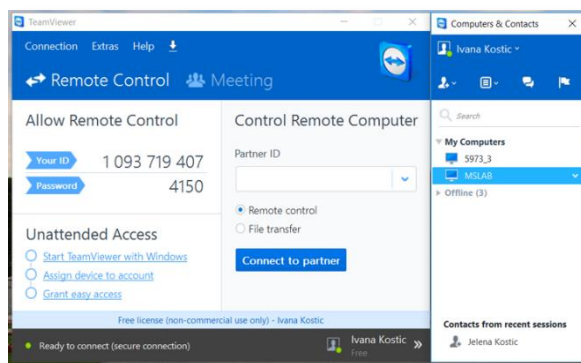 TeamViewer
Connection Extras Help
Remote Control Meeting
Allow Remote Control
Your ID 1 093 719 407
Password 4150
Unattended Access
Start TeamViewer with Windows
Assign device to account
Grant easy access
Control Remote Computer
Partner ID
Remote control
File transfer
Connect to partner
Free license (non-commercial use only) - Ivana Kostic
Ready to connect (secure connection)
Ivana Kostic
Free
Computers & Contacts
Ivana Kostic
Search
My Computers
5973_3
MSLAB
Offline (3)
Contacts from recent sessions
Jelena Kostic